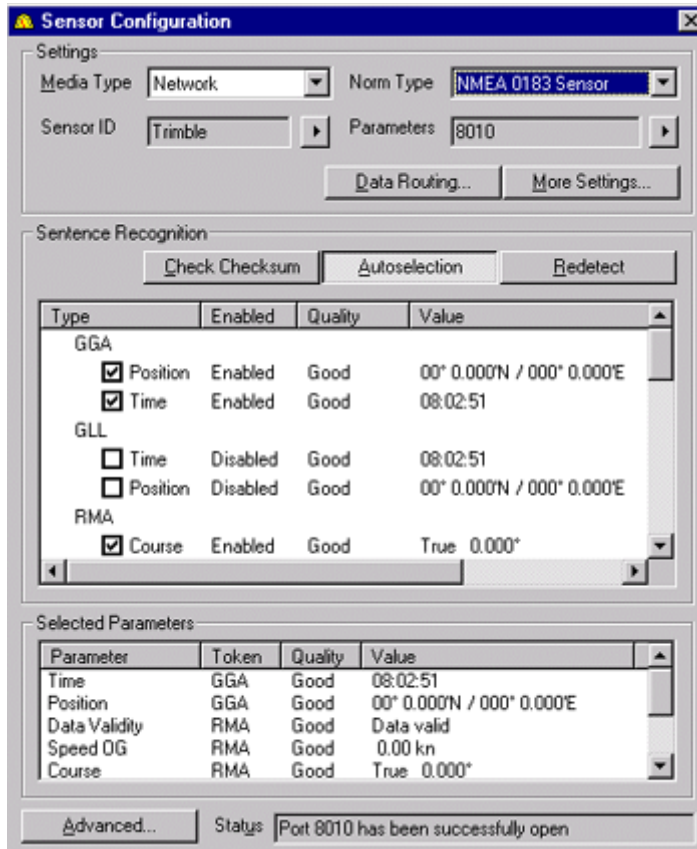 Sensor Configuration
Settings
Media Type Network Norm Type NMEA 0183 Sensor
Sensor ID Trimble Parameters 8010
Data Routing... More Settings...
Sentence Recognition
Check Checksum Autoselection Redetect
Type Enabled Quality Value
GGA
Position Enabled Good 00° 0.000'N / 000° 0.000'E
Time Enabled Good 08:02:51
GLL
Time Disabled Good 08:02:51
Position Disabled Good 00° 0.000'N / 000° 0.000'E
RMA
Course Enabled Good True 0.000°
Selected Parameters
Parameter Token Quality Value
Time GGA Good 08:02:51
Position GGA Good 00° 0.000'N / 000° 0.000'E
Data Validity RMA Good Data valid
Speed OG RMA Good 0.00 kn
Course RMA Good True 0.000°
Advanced... Status Port 8010 has been successfully open